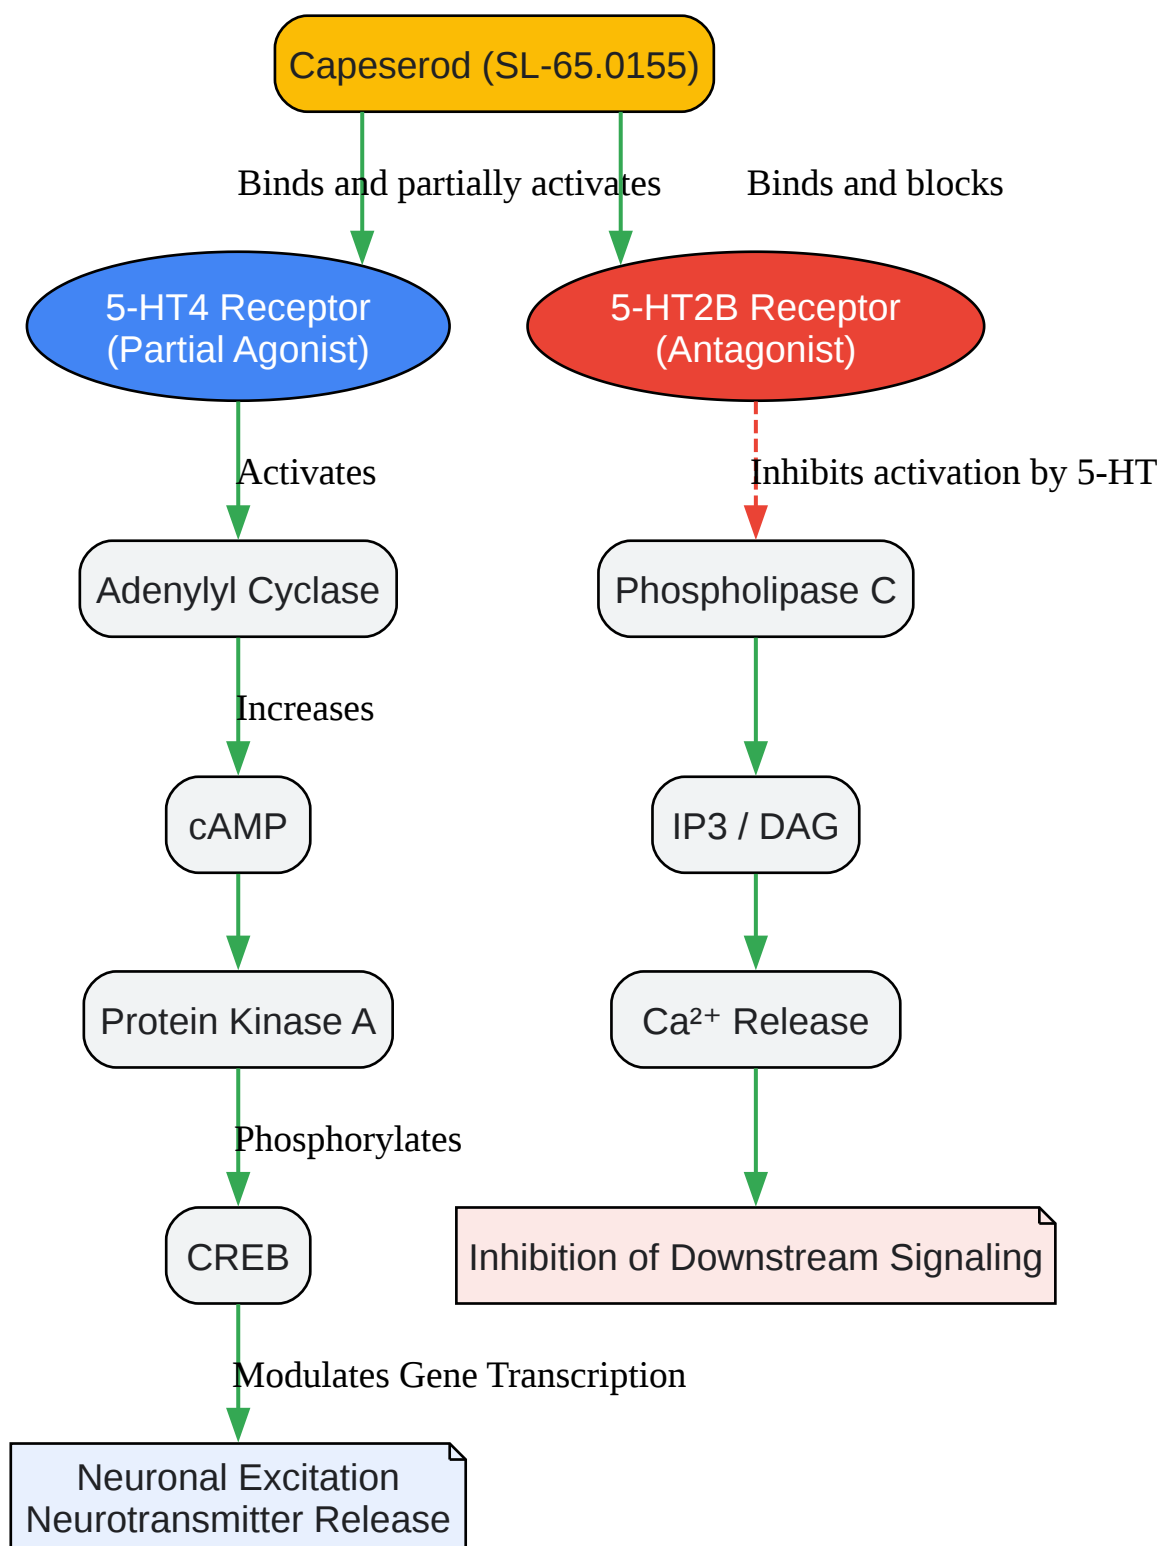 Capeserod (SL-65.0155)
Binds and partially activates
Binds and blocks
5-HT4 Receptor
(Partial Agonist)
5-HT2B Receptor
(Antagonist)
Activates
Inhibits activation by 5-HT
Adenylyl Cyclase
Phospholipase C
Increases
cAMP
IP3 / DAG
Protein Kinase A
Ca²⁺ Release
Phosphorylates
CREB
Inhibition of Downstream Signaling
Modulates Gene Transcription
Neuronal Excitation
Neurotransmitter Release